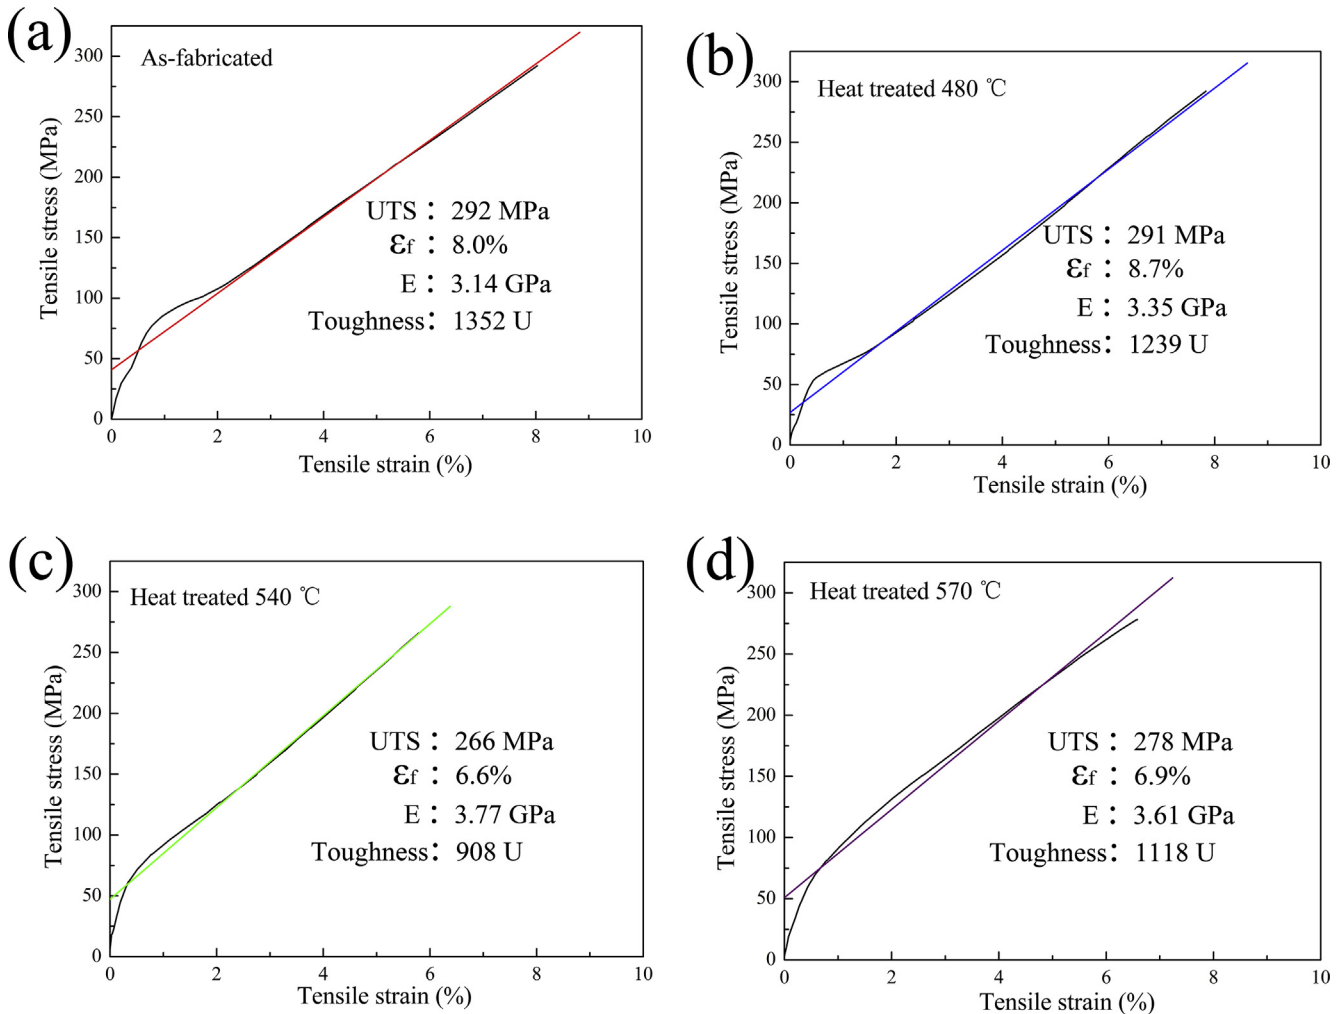 (a)
As-fabricated
Tensile stress (MPa)
300
250
200
150
100
50
0
UTS： 292 MPa
εf： 8.0%
E： 3.14 GPa
Toughness： 1352 U
0 2 4 6 8 10
Tensile strain (%)
(b)
Heat treated 480 ℃
Tensile stress (MPa)
300
250
200
150
100
50
0
UTS： 291 MPa
εf： 8.7%
E： 3.35 GPa
Toughness： 1239 U
0 2 4 6 8 10
Tensile strain (%)
(c)
Heat treated 540 ℃
Tensile stress (MPa)
300
250
200
150
100
50
0
UTS： 266 MPa
εf： 6.6%
E： 3.77 GPa
Toughness： 908 U
0 2 4 6 8 10
Tensile strain (%)
(d)
Heat treated 570 ℃
Tensile stress (MPa)
300
250
200
150
100
50
0
UTS： 278 MPa
εf： 6.9%
E： 3.61 GPa
Toughness： 1118 U
0 2 4 6 8 10
Tensile strain (%)